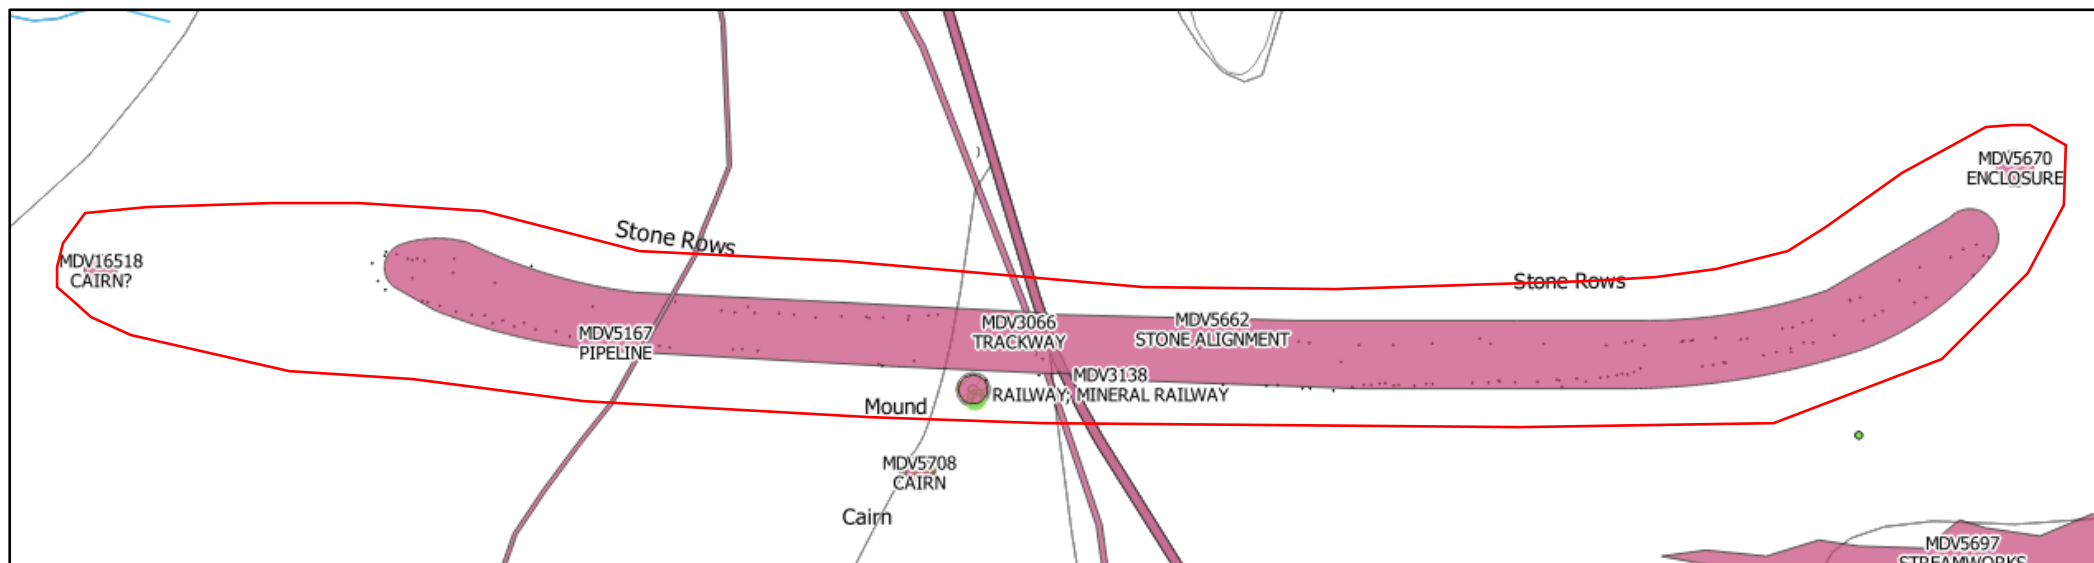 MDV5670
ENCLOSURE
Stone Rows
MDV16518
CAIRN?
Stone Rows
MDV5167
PIPELINE
MDV3066
TRACKWAY
MDV5662
STONE ALIGNMENT
MDV3138
RAILWAY; MINERAL RAILWAY
Mound
MDV5708
CAIRN
Cairn
MDV5697
STREAMWORKS